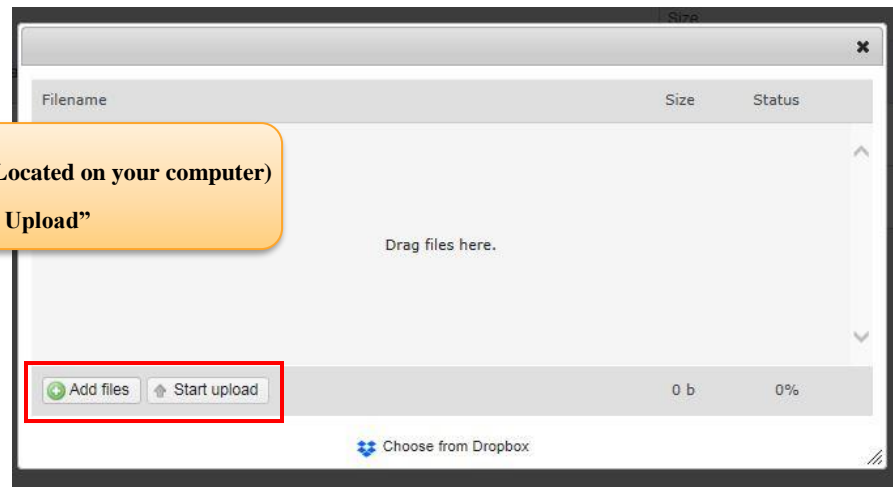 Size
Filename Size Status
Located on your computer)
Upload”
Drag files here.
Add files Start upload 0 b 0%
Choose from Dropbox